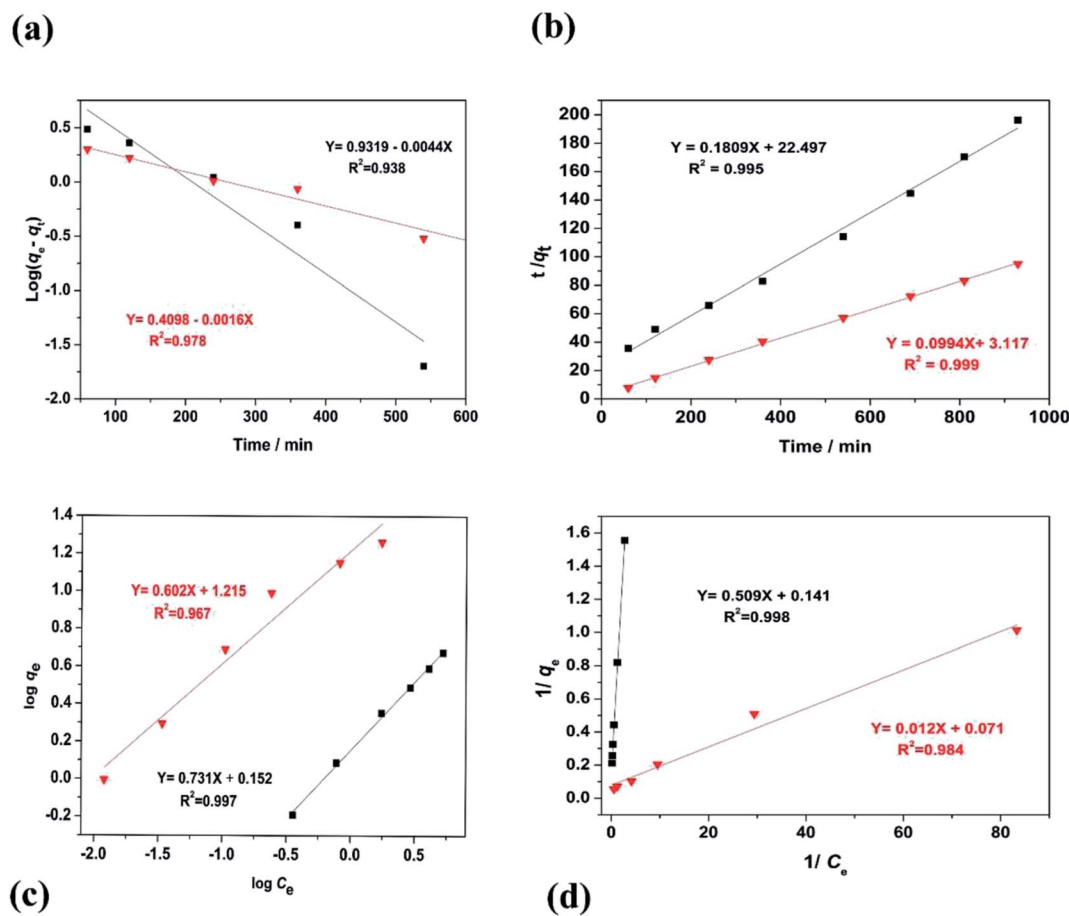 (a)
0.5
0.0
-0.5
-1.0
-1.5
-2.0
Log(qe - qt)
Y= 0.9319 - 0.0044X
R²=0.938
Y= 0.4098 - 0.0016X
R²=0.978
100 200 300 400 500 600
Time / min
(b)
200
180
160
140
120
100
80
60
40
20
0
t /qt
Y = 0.1809X + 22.497
R² = 0.995
Y = 0.0994X+ 3.117
R² = 0.999
0 200 400 600 800 1000
Time / min
1.4
1.2
1.0
0.8
0.6
0.4
0.2
0.0
-0.2
log qe
Y= 0.602X + 1.215
R²=0.967
Y= 0.731X + 0.152
R²=0.997
-2.0 -1.5 -1.0 -0.5 0.0 0.5
log Ce
(c)
1.6
1.4
1.2
1.0
0.8
0.6
0.4
0.2
0.0
1/ qe
Y= 0.509X + 0.141
R²=0.998
Y= 0.012X + 0.071
R²=0.984
0 20 40 60 80
1/ Ce
(d)